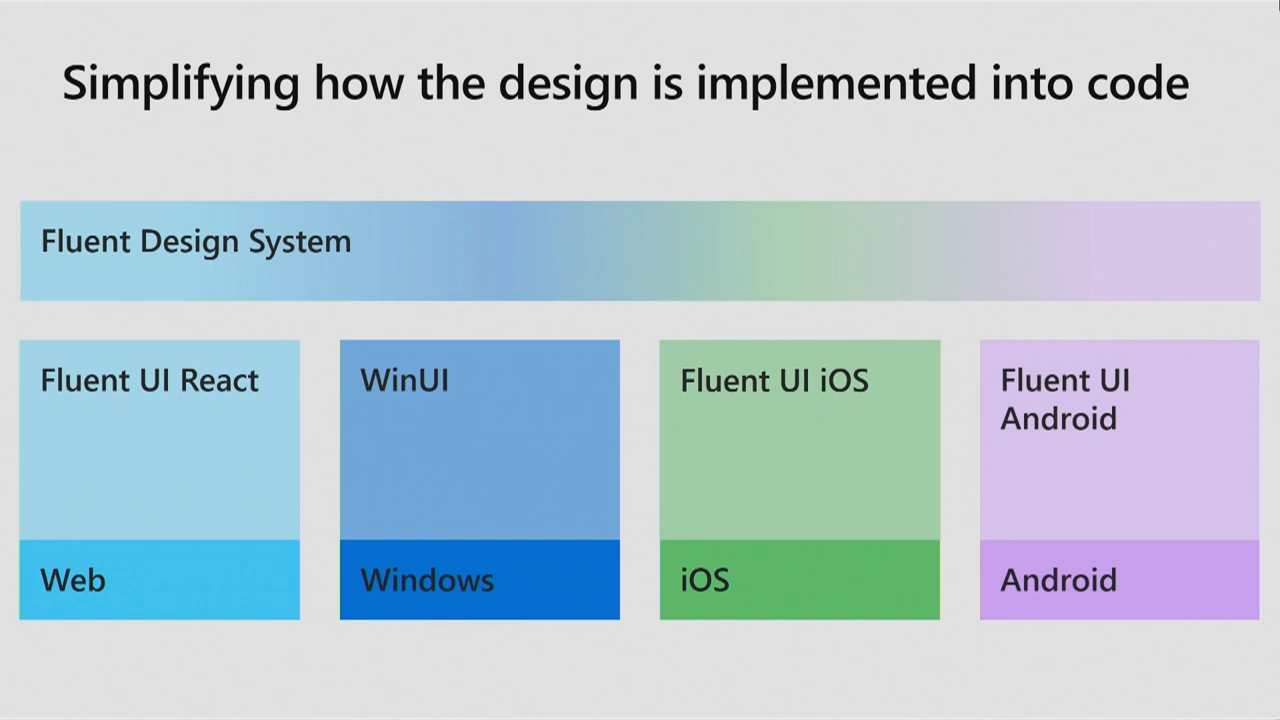 Simplifying how the design is implemented into code
Fluent Design System
Fluent UI React
WinUI
Fluent UI iOS
Fluent UI
Android
Web
Windows
iOS
Android